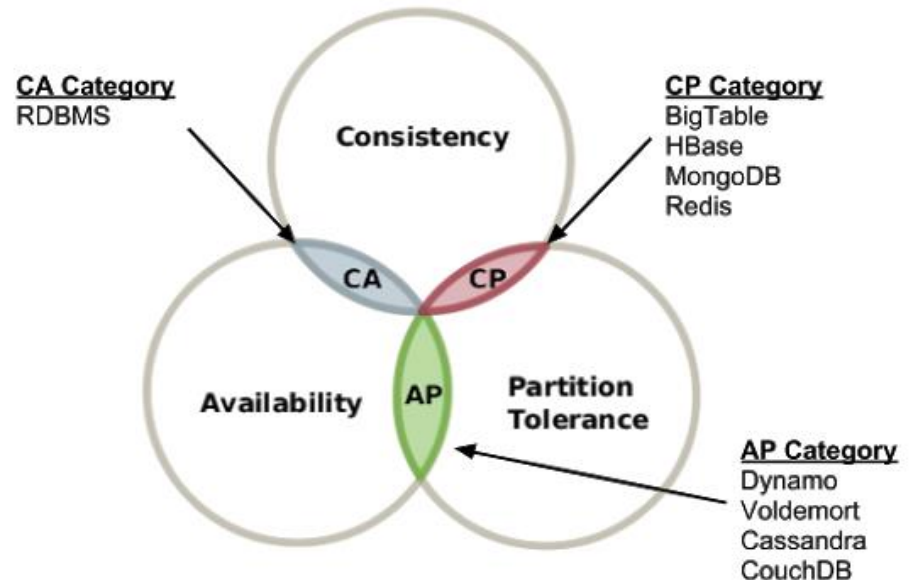 CA Category
RDBMS
CP Category
BigTable
HBase
MongoDB
Redis
Consistency
CA
CP
Availability
AP
Partition
Tolerance
AP Category
Dynamo
Voldemort
Cassandra
CouchDB